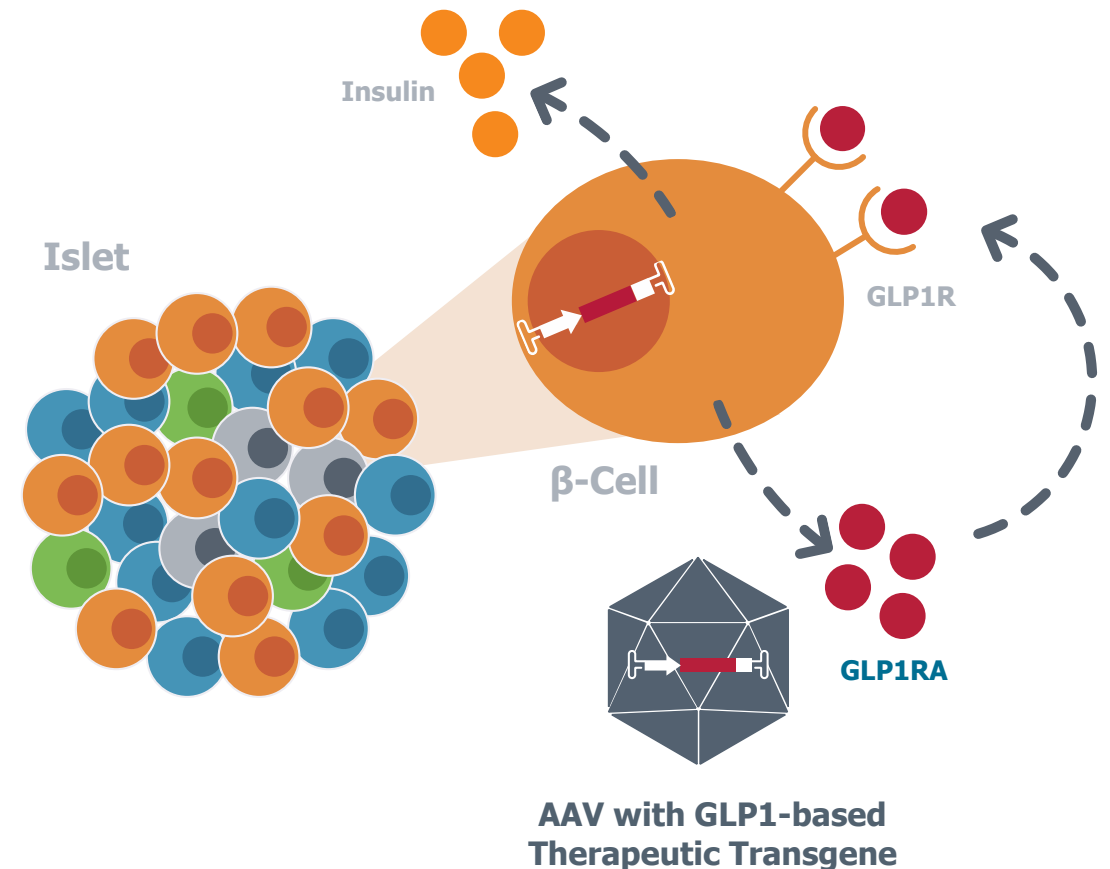 Insulin
Islet
GLP1R
β-Cell
GLP1RA
AAV with GLP1-based
Therapeutic Transgene